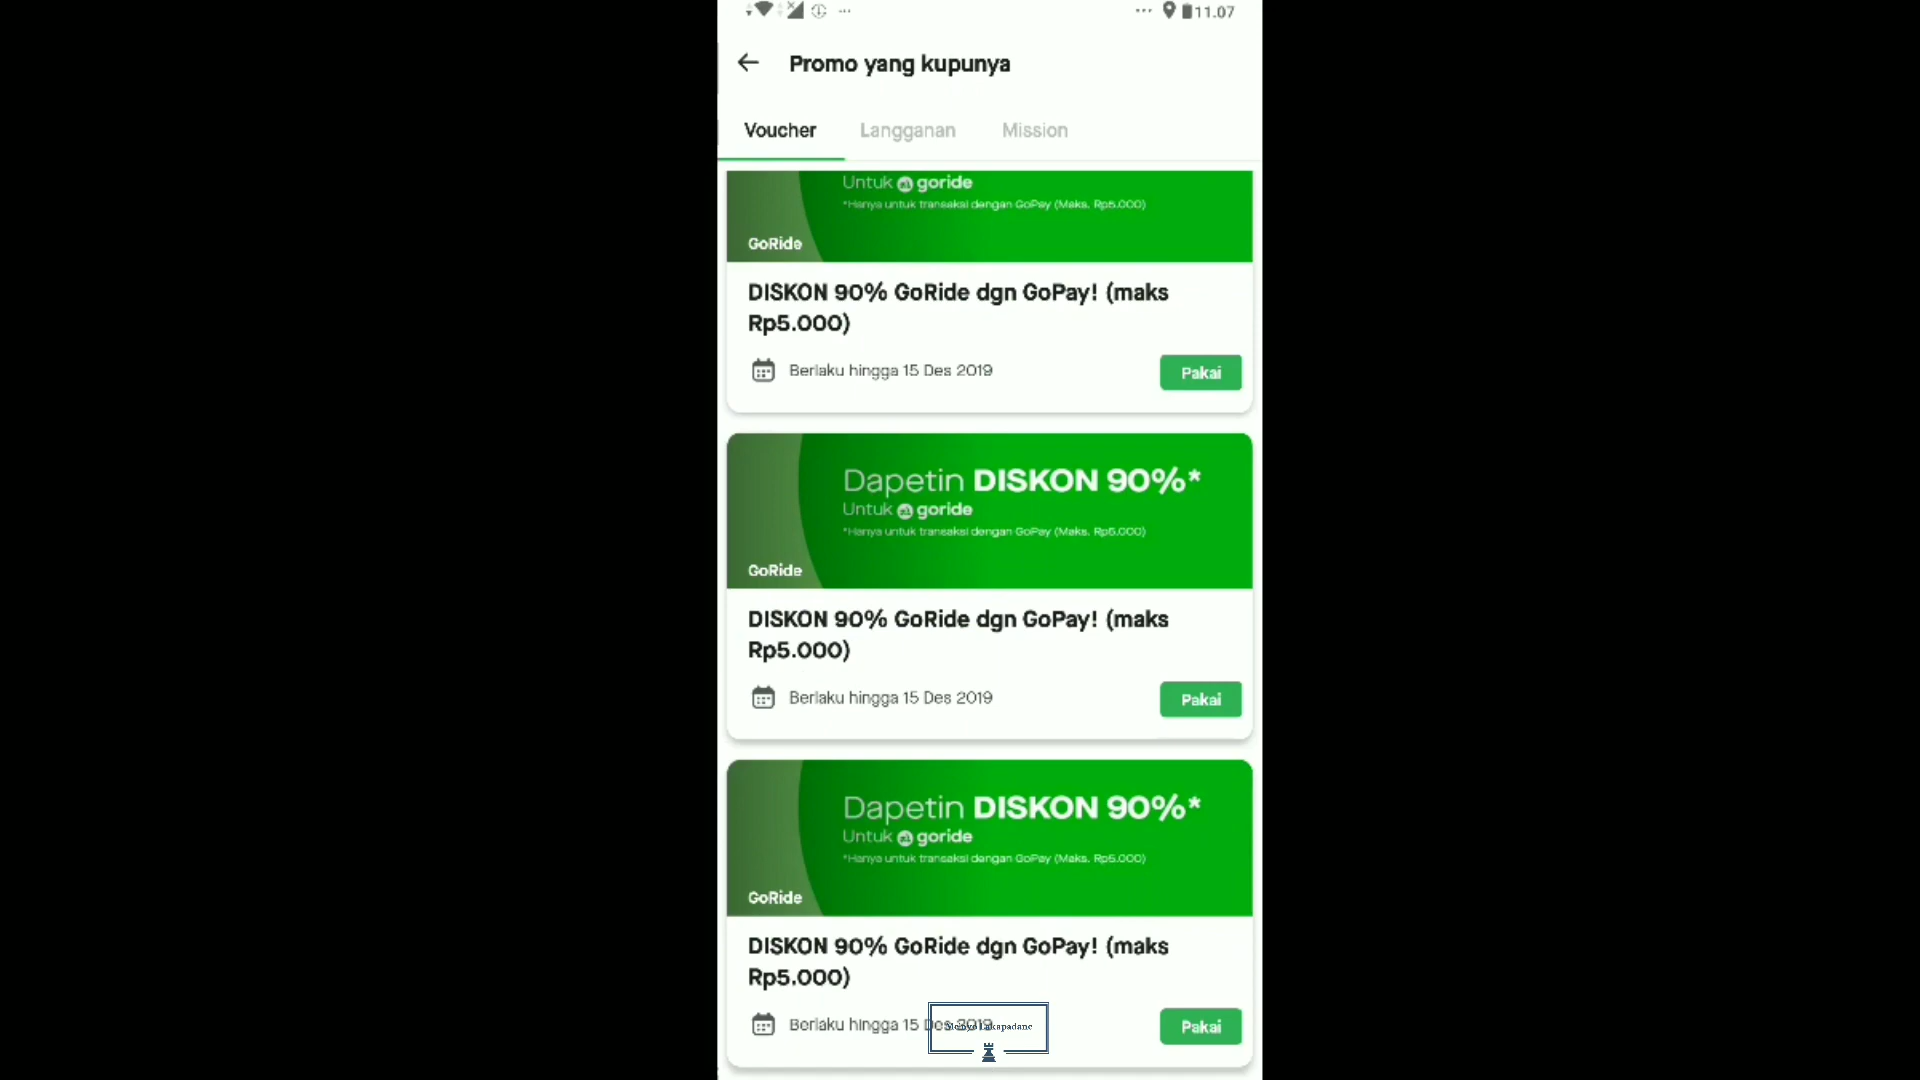 11.07
Promo yang kupunya
Voucher Langganan Mission
Untuk goride
*Hanya untuk transaksi dengan GoPay (Maks. Rp5.000)
GoRide
DISKON 90% GoRide dgn GoPay! (maks
Rp5.000)
Berlaku hingga 15 Des 2019
Pakai
Dapetin DISKON 90%*
Untuk goride
*Hanya untuk transaksi dengan GoPay (Maks. Rp5.000)
GoRide
DISKON 90% GoRide dgn GoPay! (maks
Rp5.000)
Berlaku hingga 15 Des 2019
Pakai
Dapetin DISKON 90%*
Untuk goride
*Hanya untuk transaksi dengan GoPay (Maks. Rp5.000)
GoRide
DISKON 90% GoRide dgn GoPay! (maks
Rp5.000)
Berlaku hingga 15 Des 2019
Pakai